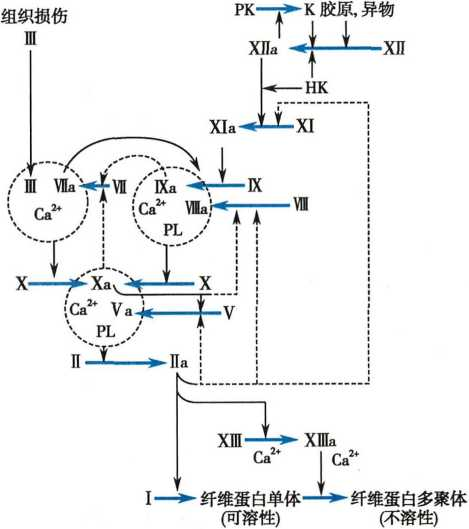 组织损伤
Ⅲ
PK K 胶原,异物
Ⅻa Ⅻ
HK
Ⅺa Ⅺ
Ⅲ Ⅶa Ⅶ Ⅸa Ⅸ
Ca²⁺ Ca²⁺ Ⅷa Ⅷ
PL
Ⅹ Ⅹa Ⅹ
Ca²⁺ Ⅴa Ⅴ
PL
Ⅱ Ⅱa
ⅩⅢ ⅩⅢa
Ca²⁺ Ca²⁺
Ⅰ 纤维蛋白单体 纤维蛋白多聚体
(可溶性) (不溶性)